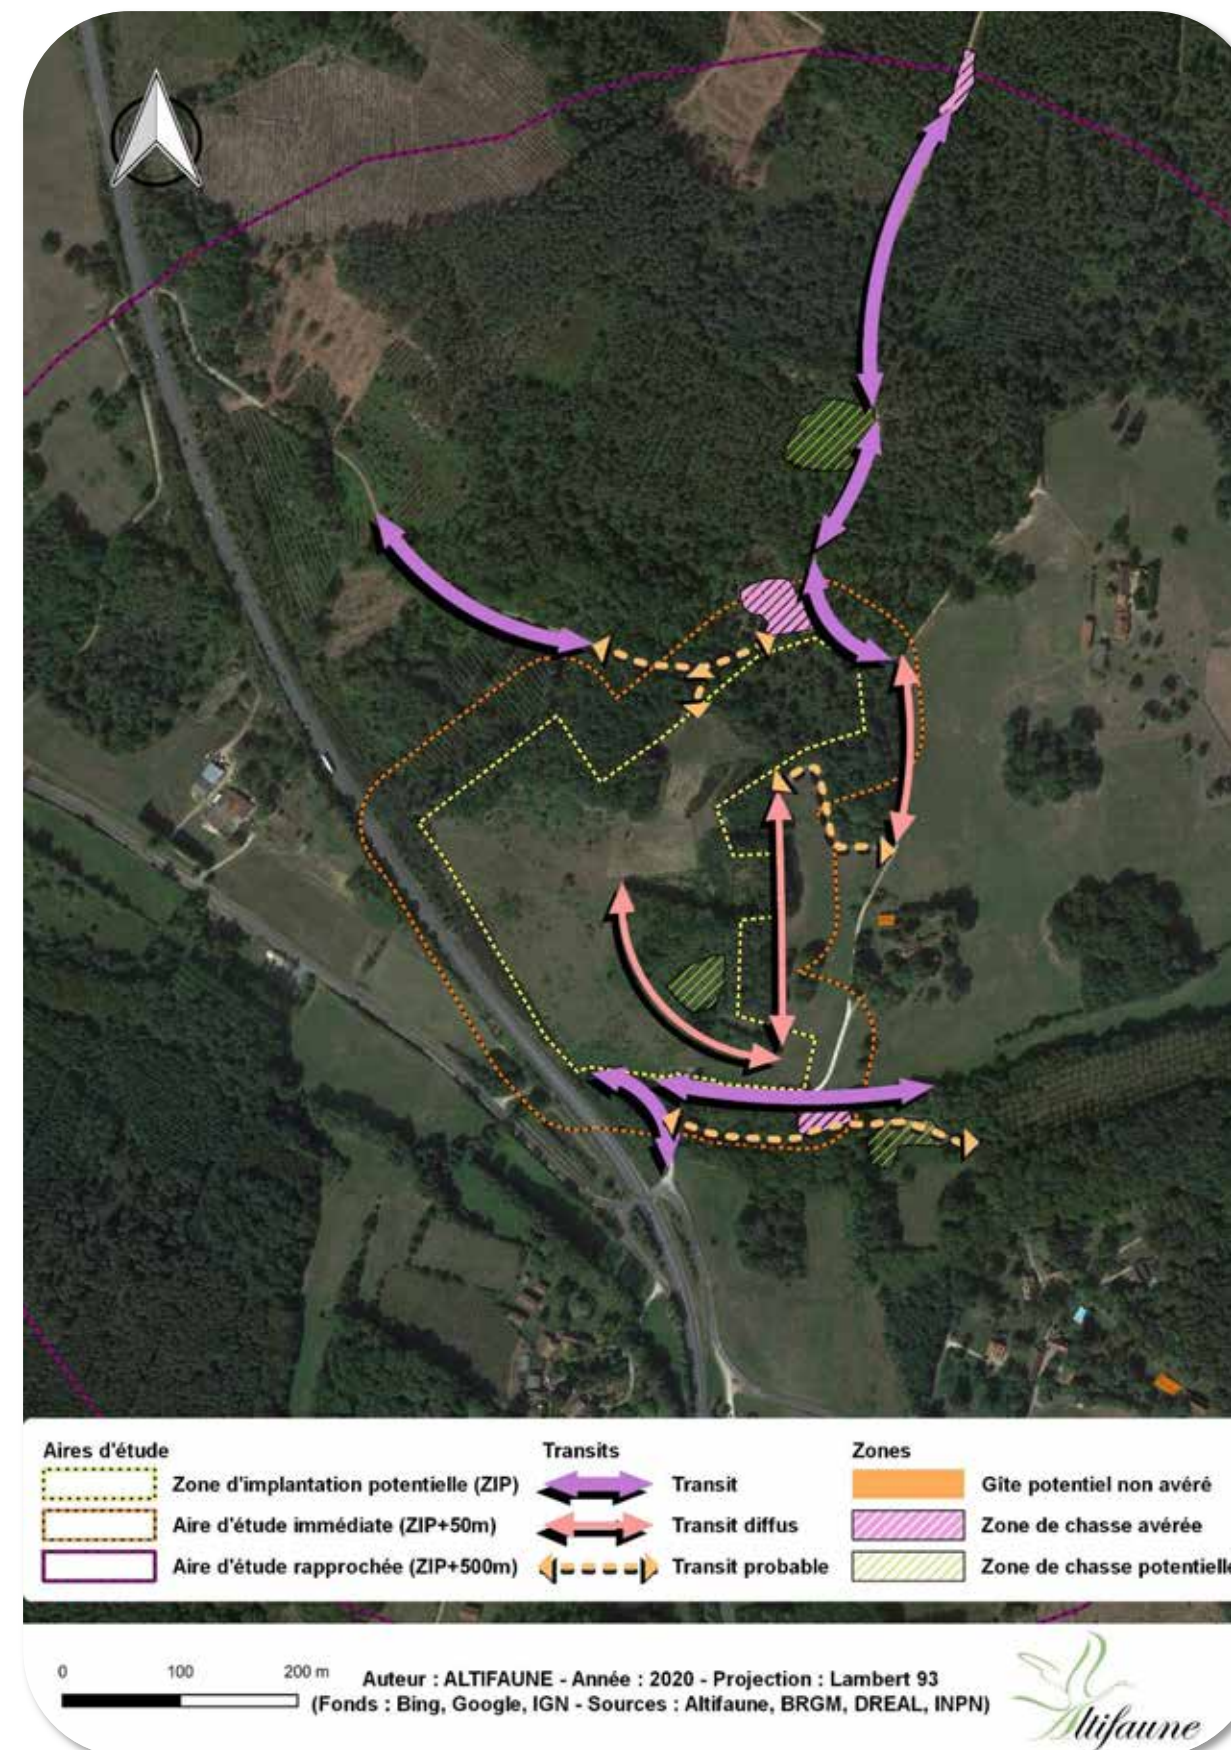 Aires d'étude
Zone d'implantation potentielle (ZIP)
Aire d'étude immédiate (ZIP+50m)
Aire d'étude rapprochée (ZIP+500m)
Transits
Transit
Transit diffus
Transit probable
Zones
Gîte potentiel non avéré
Zone de chasse avérée
Zone de chasse potentielle
0 100 200 m
Auteur : ALTIFAUNE - Année : 2020 - Projection : Lambert 93
(Fonds : Bing, Google, IGN - Sources : Altifaune, BRGM, DREAL, INPN)
Altifaune